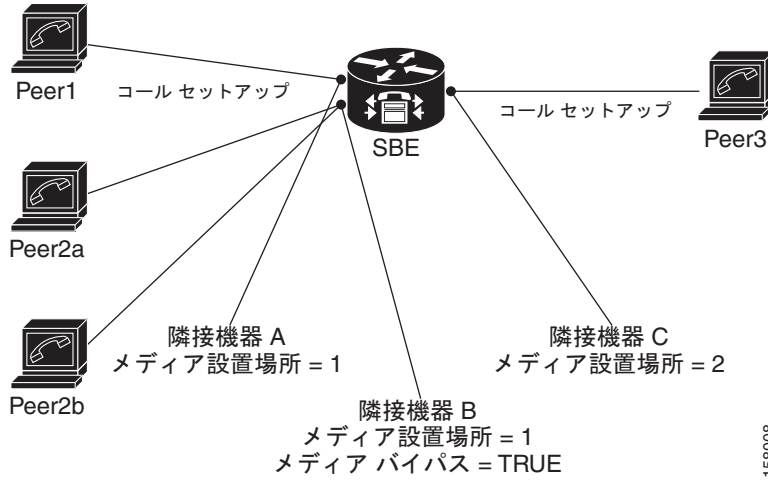 Peer1
コール セットアップ
SBE
コール セットアップ
Peer3
Peer2a
Peer2b
隣接機器 A
メディア設置場所 = 1
隣接機器 B
メディア設置場所 = 1
メディア バイパス = TRUE
隣接機器 C
メディア設置場所 = 2
158008